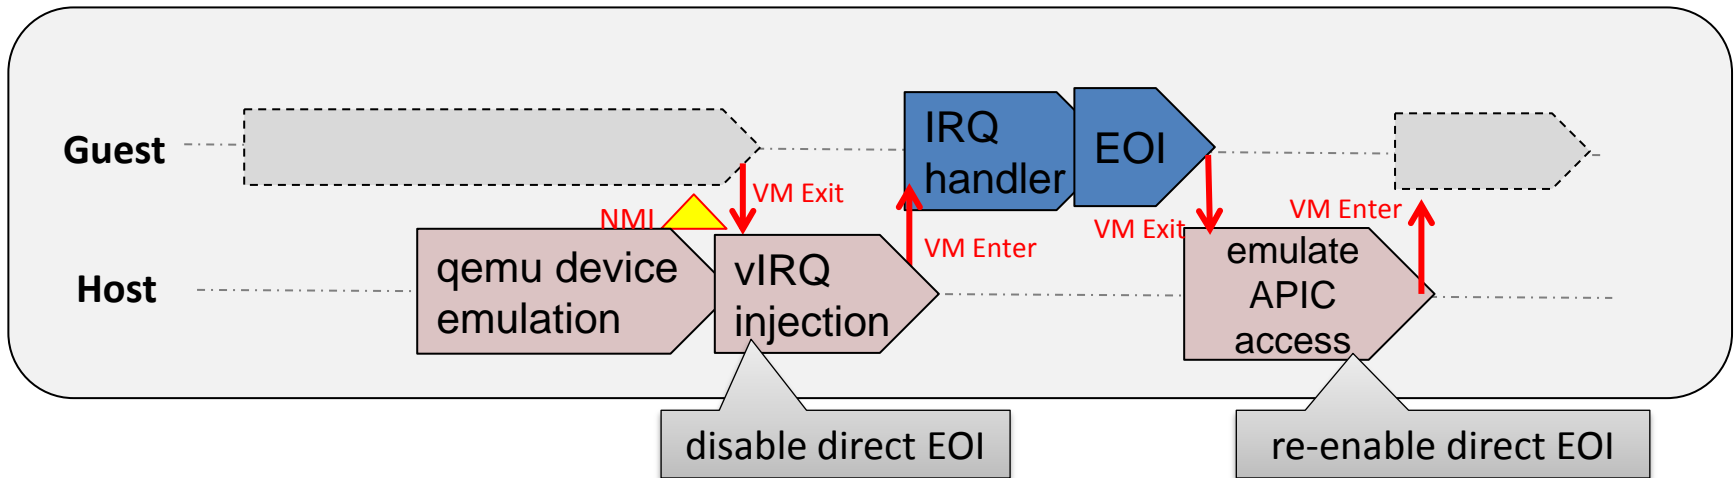 Guest
IRQ
handler
EOI
VM Exit
NMI
VM Enter
VM Exit
VM Enter
Host
qemu device
emulation
vIRQ
injection
emulate
APIC
access
disable direct EOI
re-enable direct EOI